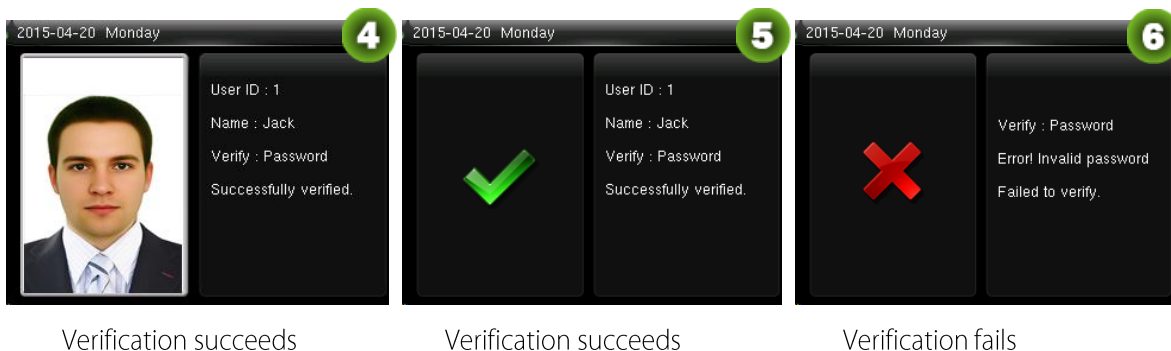 2015-04-20 Monday
4
User ID : 1
Name : Jack
Verify : Password
Successfully verified.
Verification succeeds
2015-04-20 Monday
5
User ID : 1
Name : Jack
Verify : Password
Successfully verified.
Verification succeeds
2015-04-20 Monday
6
Verify : Password
Error! Invalid password
Failed to verify.
Verification fails